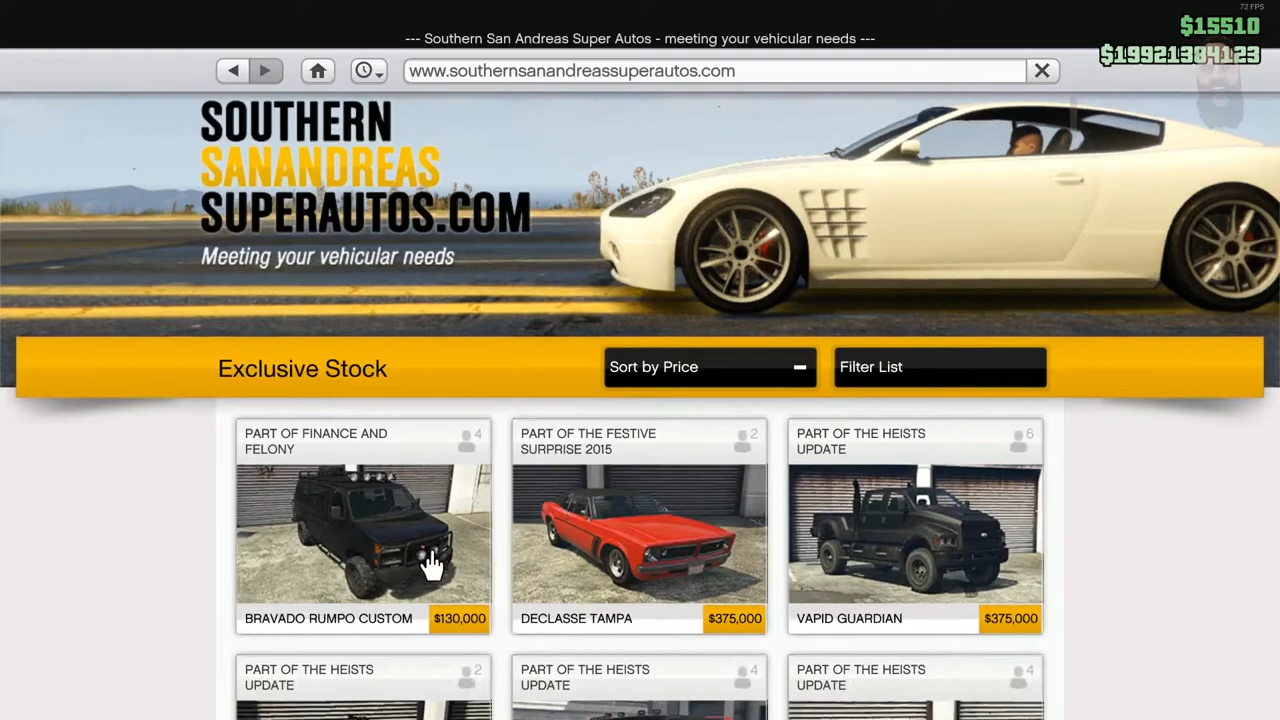 72 FPS
$15510
--- Southern San Andreas Super Autos - meeting your vehicular needs ---
$19921384123
www.southernsanandreassuperautos.com
SOUTHERN
SANANDREAS
SUPERAUTOS.COM
Meeting your vehicular needs
Exclusive Stock
Sort by Price
Filter List
PART OF FINANCE AND
FELONY
4
PART OF THE FESTIVE
SURPRISE 2015
2
PART OF THE HEISTS
UPDATE
6
BRAVADO RUMPO CUSTOM
$130,000
DECLASSE TAMPA
$375,000
VAPID GUARDIAN
$375,000
PART OF THE HEISTS
UPDATE
2
PART OF THE HEISTS
UPDATE
4
PART OF THE HEISTS
UPDATE
4